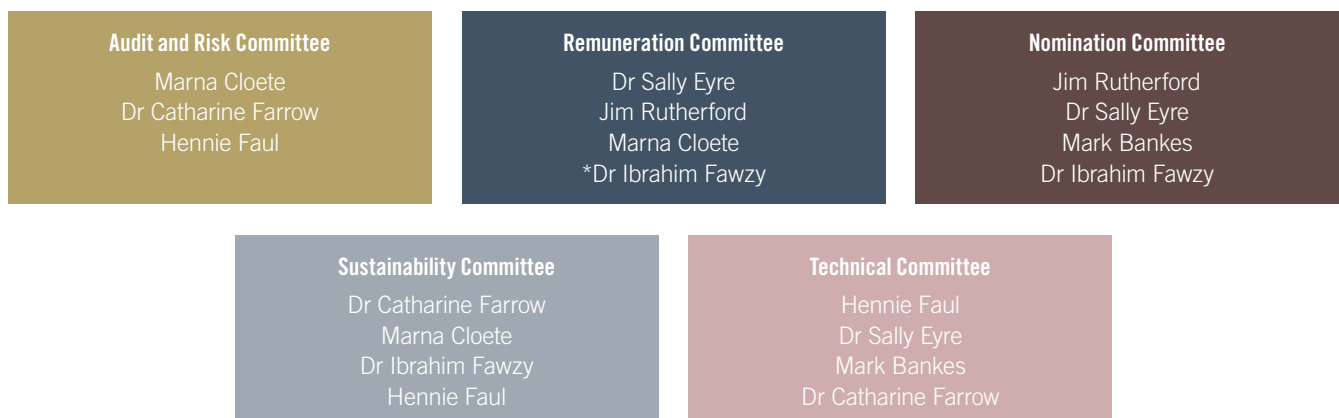 Audit and Risk Committee
Marna Cloete
Dr Catharine Farrow
Hennie Faul
Remuneration Committee
Dr Sally Eyre
Jim Rutherford
Marna Cloete
*Dr Ibrahim Fawzy
Nomination Committee
Jim Rutherford
Dr Sally Eyre
Mark Bankes
Dr Ibrahim Fawzy
Sustainability Committee
Dr Catharine Farrow
Marna Cloete
Dr Ibrahim Fawzy
Hennie Faul
Technical Committee
Hennie Faul
Dr Sally Eyre
Mark Bankes
Dr Catharine Farrow